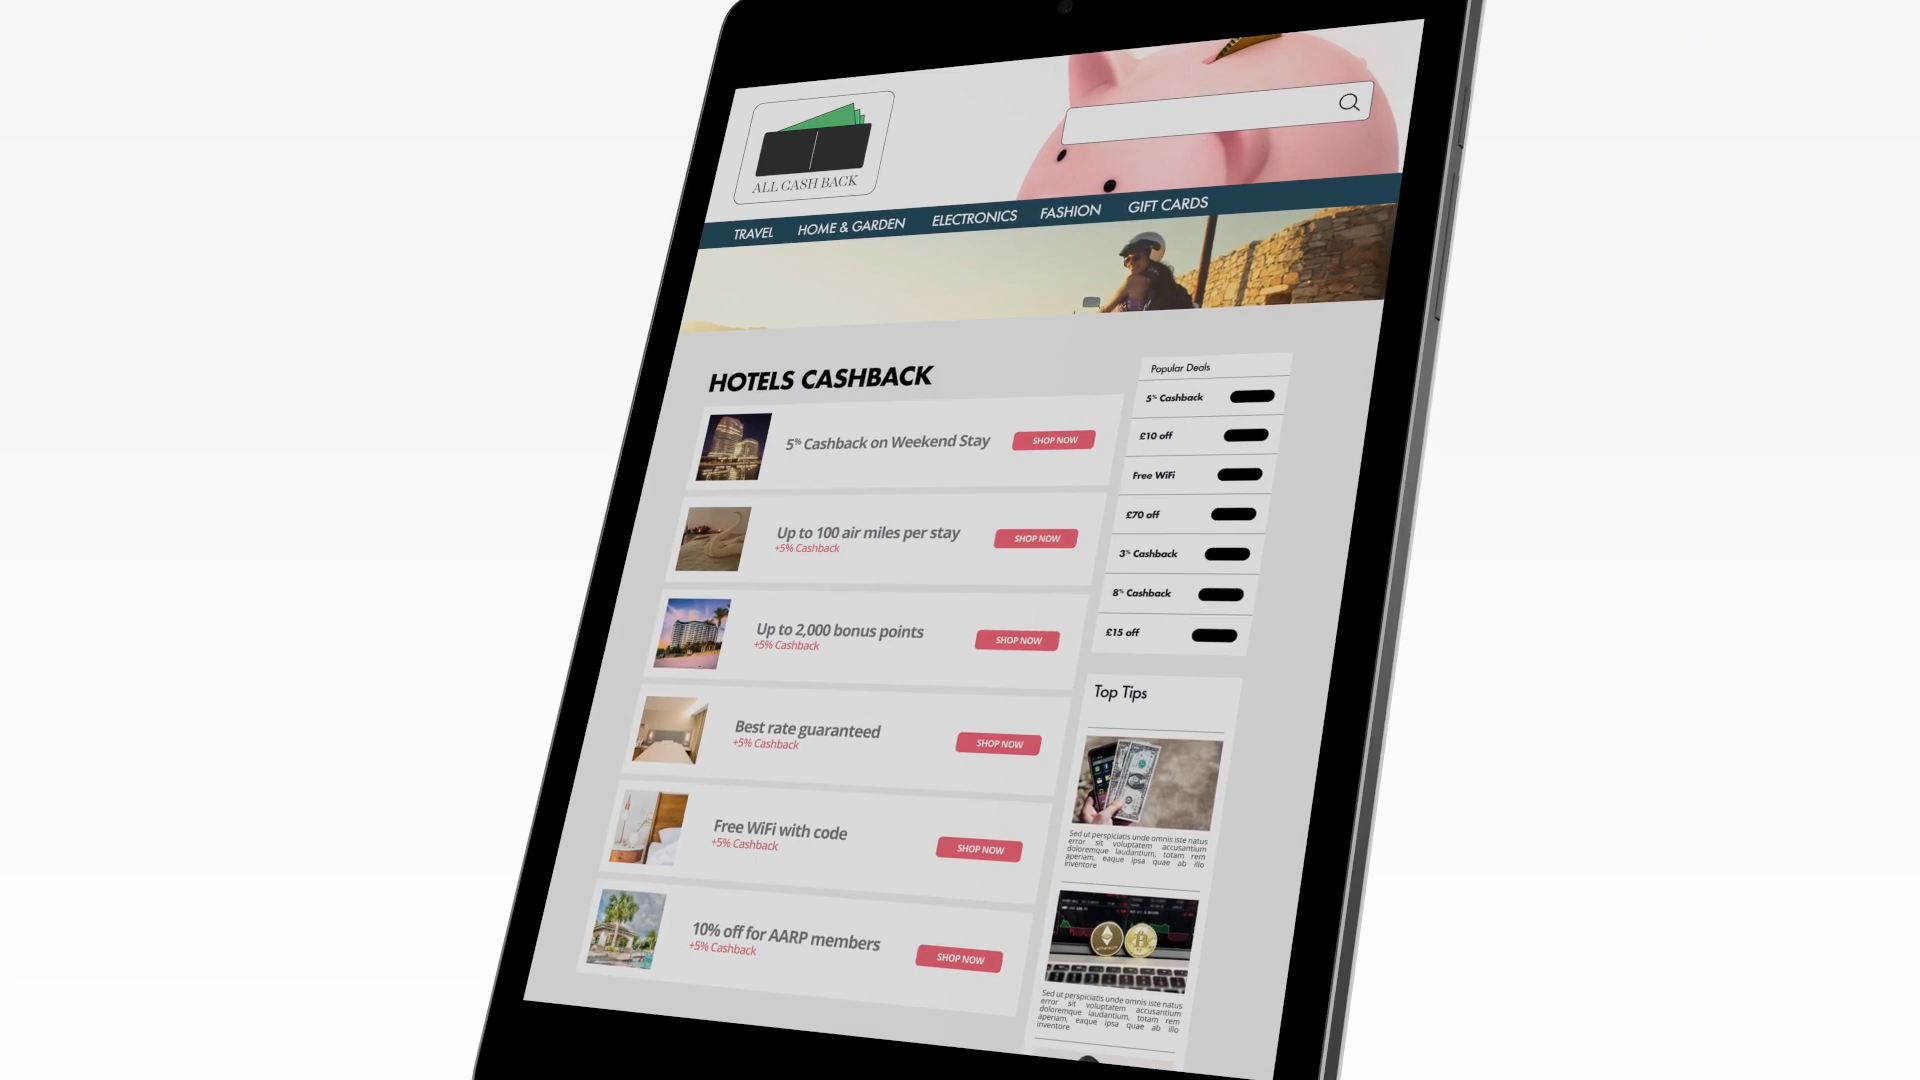 ALL CASH BACK
TRAVEL HOME & GARDEN ELECTRONICS FASHION GIFT CARDS
HOTELS CASHBACK
5% Cashback on Weekend Stay
SHOP NOW
Up to 100 air miles per stay
+5% Cashback
SHOP NOW
Up to 2,000 bonus points
+5% Cashback
SHOP NOW
Best rate guaranteed
+5% Cashback
SHOP NOW
Free WiFi with code
+5% Cashback
SHOP NOW
10% off for AARP members
+5% Cashback
SHOP NOW
Popular Deals
5% Cashback
£10 off
Free WiFi
£70 off
3% Cashback
8% Cashback
£15 off
Top Tips
Sed ut perspiciatis unde omnis iste natus
error sit voluptatem accusantium
doloremque laudantium, totam rem
aperiam, eaque ipsa quae ab illo
inventore
Sed ut perspiciatis unde omnis iste natus
error sit voluptatem accusantium
doloremque laudantium, totam rem
aperiam, eaque ipsa quae ab illo
inventore